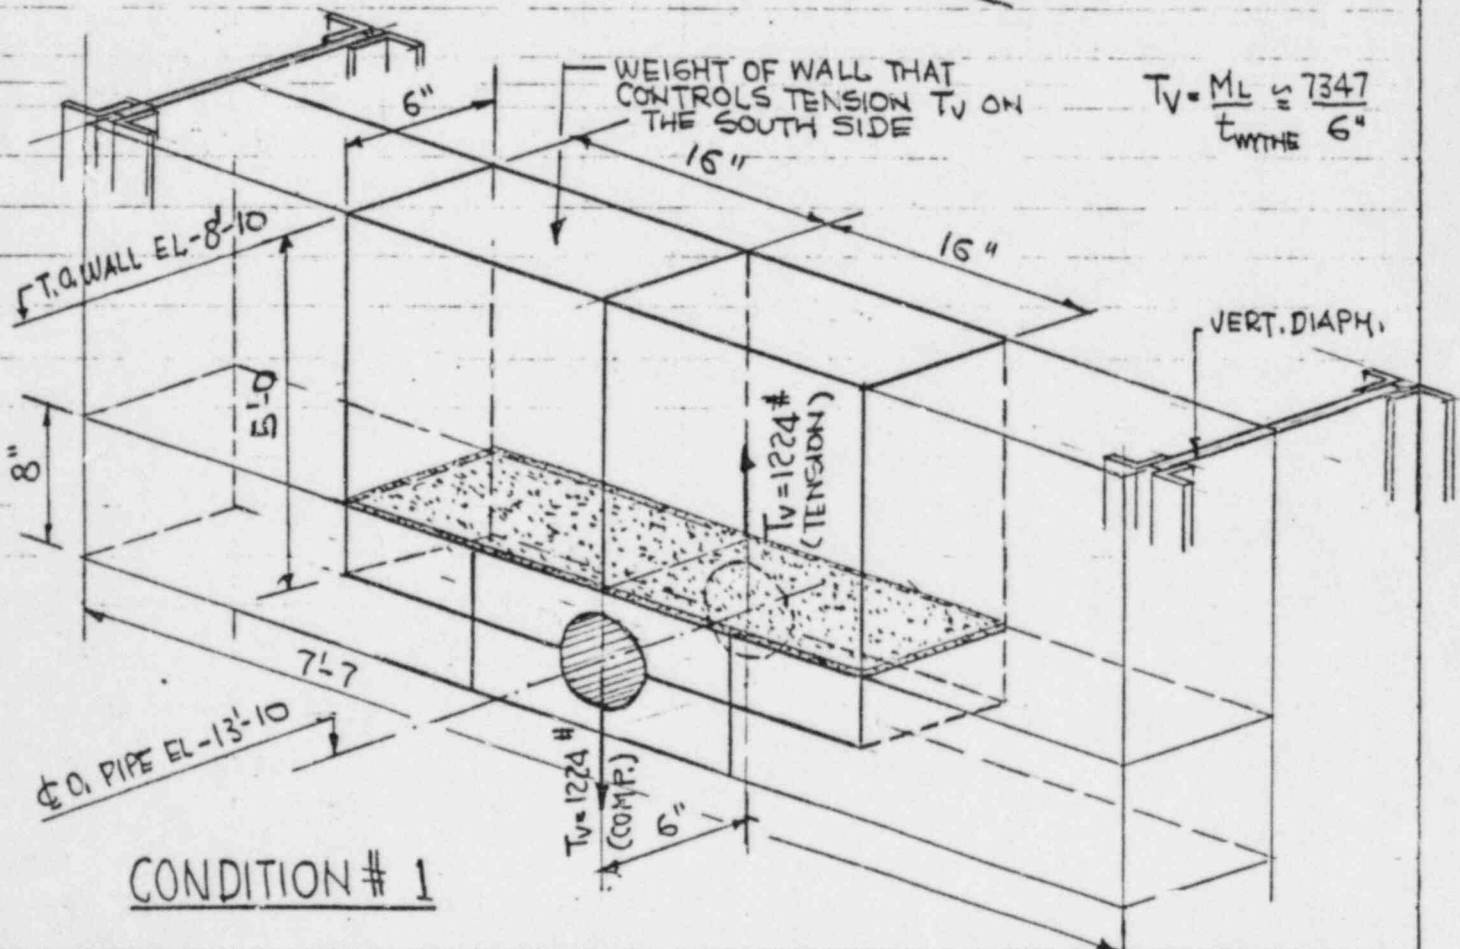 WEIGHT OF WALL THAT
CONTROLS TENSION Tv ON
THE SOUTH SIDE
Tv = ML ≅ 7347
tWYTHE 6"
6"
16"
16"
T.O. WALL EL-8'-10
VERT. DIAPH.
5'-0
8"
Tv = 1224 #
(TENSION)
7'-7
℄ O. PIPE EL-13'-10
Tv = 1224 #
(COMP.)
6"
CONDITION # 1